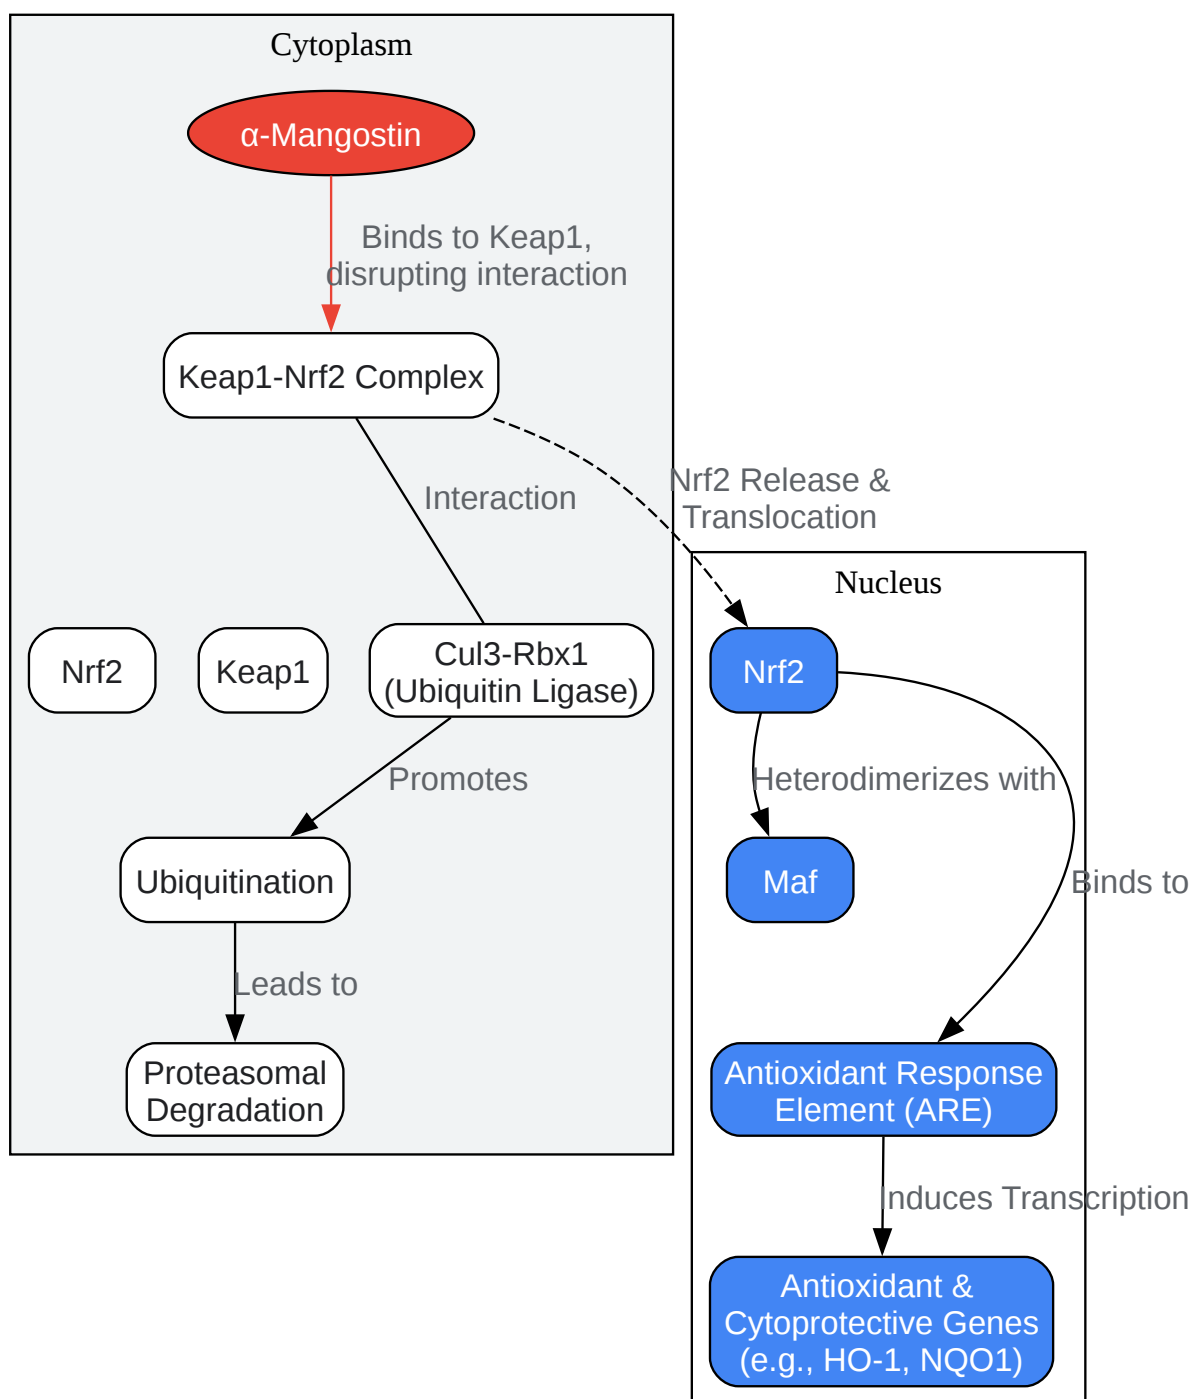 Cytoplasm
α-Mangostin
Binds to Keap1,
disrupting interaction
Keap1-Nrf2 Complex
Interaction
Nrf2 Release &
Translocation
Nucleus
Nrf2
Keap1
Cul3-Rbx1
(Ubiquitin Ligase)
Nrf2
Promotes
Heterodimerizes with
Ubiquitination
Maf
Binds to
Leads to
Proteasomal
Degradation
Antioxidant Response
Element (ARE)
Induces Transcription
Antioxidant &
Cytoprotective Genes
(e.g., HO-1, NQO1)